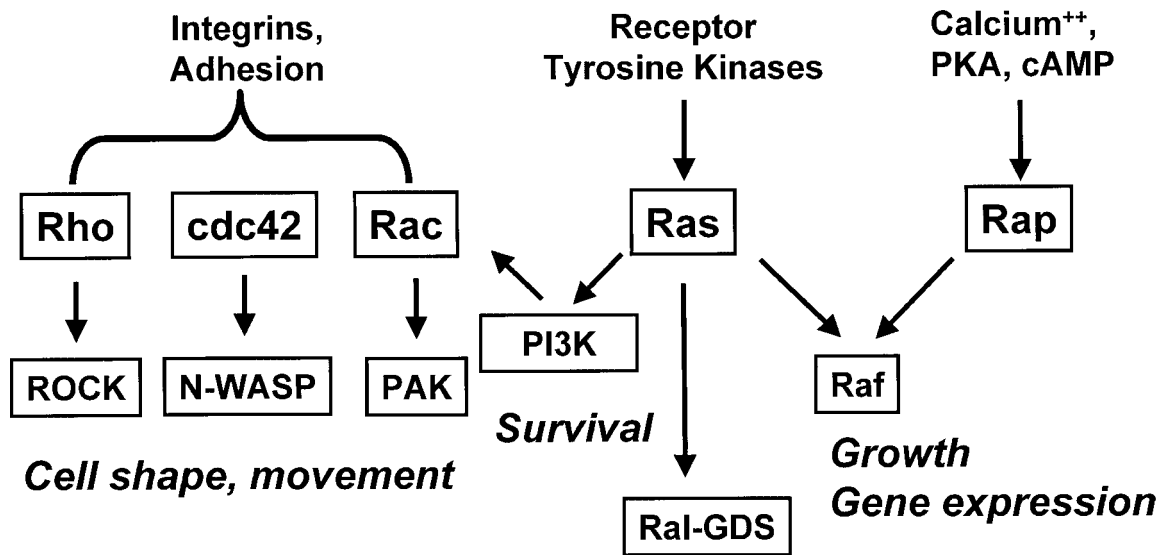 Integrins,
Adhesion
Receptor
Tyrosine Kinases
Calcium⁺⁺,
PKA, cAMP
Rho
cdc42
Rac
Ras
Rap
ROCK
N-WASP
PAK
PI3K
Raf
Survival
Cell shape, movement
Growth
Gene expression
Ral-GDS